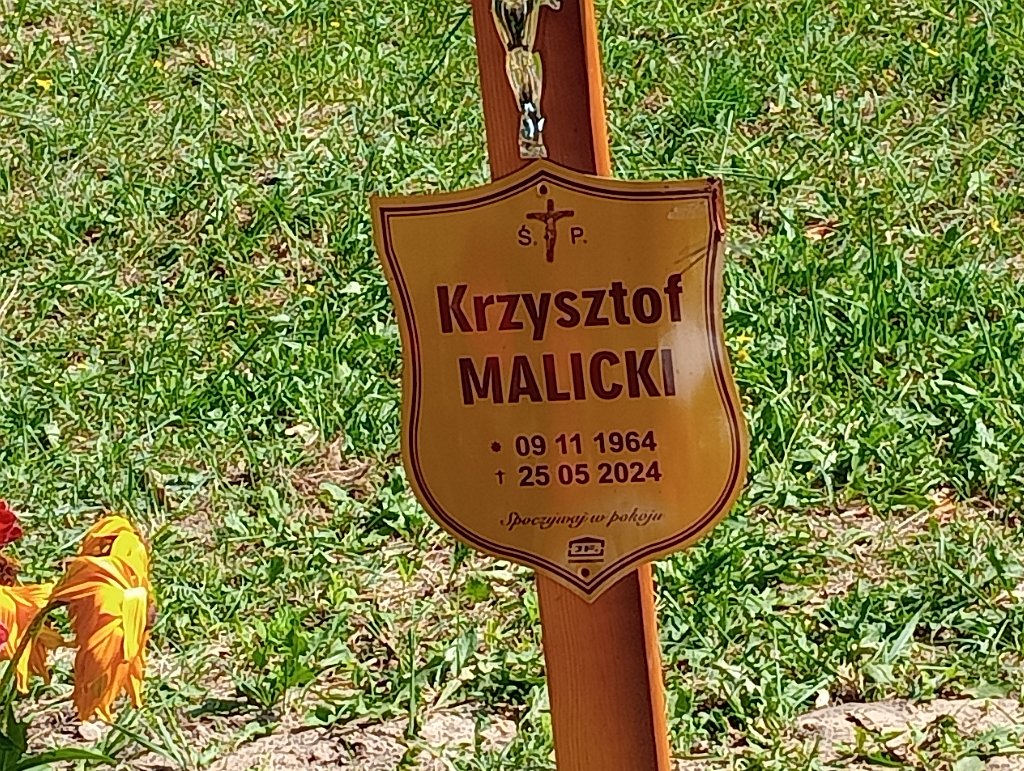 Ś. P.
Krzysztof
MALICKI
* 09 11 1964
† 25 05 2024
Spoczywaj w pokoju